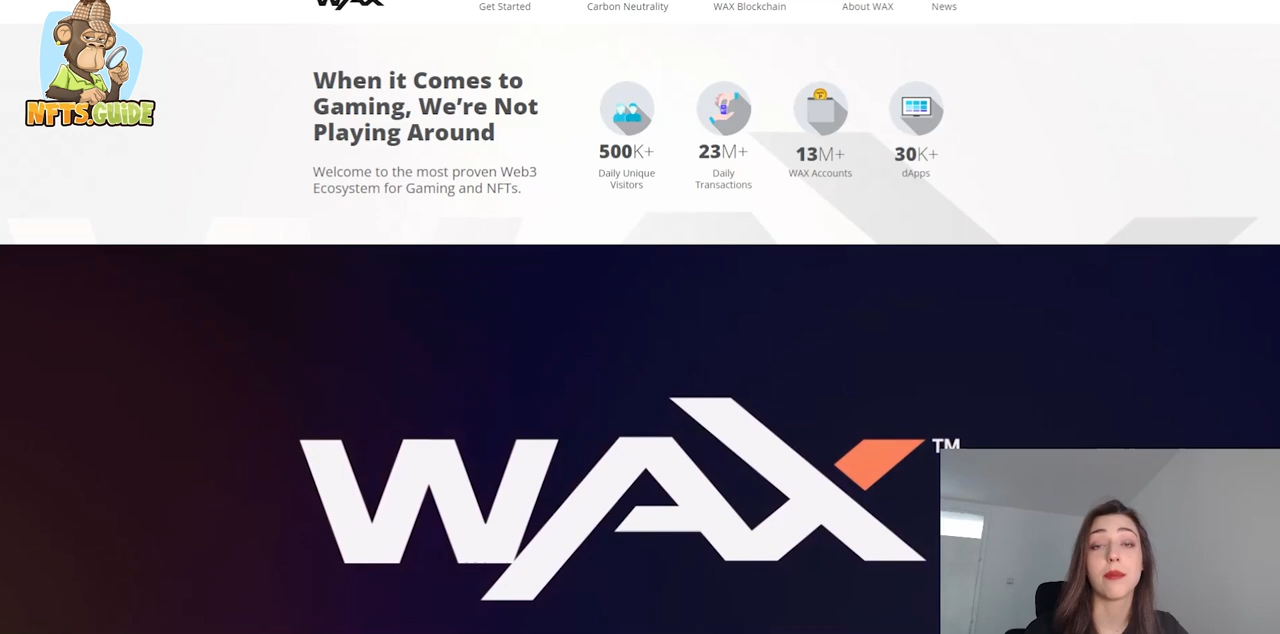 WAX
Get Started Carbon Neutrality WAX Blockchain About WAX News
NFTS.GUIDE
When it Comes to
Gaming, We’re Not
Playing Around
Welcome to the most proven Web3
Ecosystem for Gaming and NFTs.
500K+
Daily Unique
Visitors
23M+
Daily
Transactions
13M+
WAX Accounts
30K+
dApps
WAX™